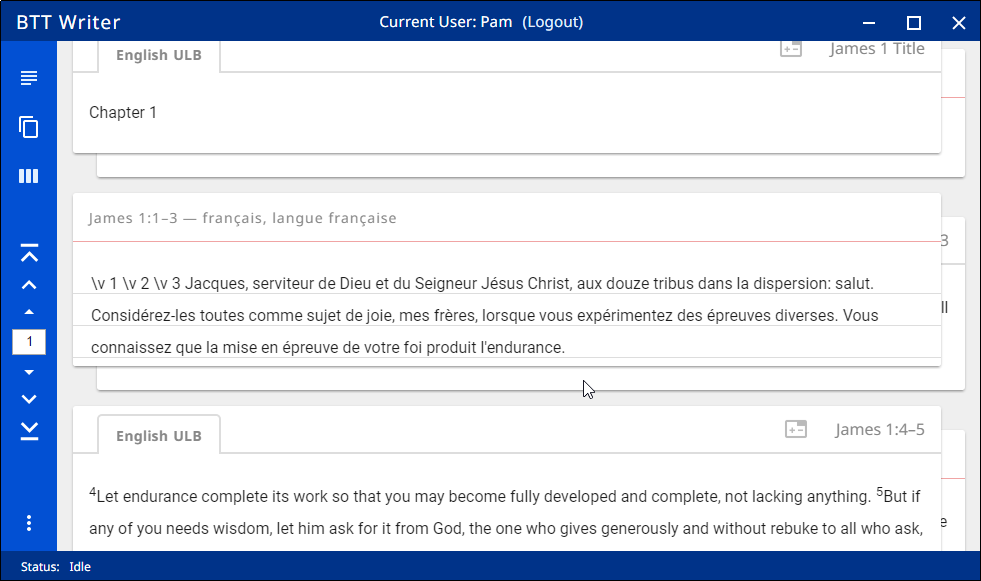 BTT Writer Current User: Pam (Logout)
English ULB James 1 Title
Chapter 1
James 1:1–3 — français, langue française
3
\v 1 \v 2 \v 3 Jacques, serviteur de Dieu et du Seigneur Jésus Christ, aux douze tribus dans la dispersion: salut.
ll
Considérez-les toutes comme sujet de joie, mes frères, lorsque vous expérimentez des épreuves diverses. Vous
1
connaissez que la mise en épreuve de votre foi produit l'endurance.
English ULB James 1:4–5
4Let endurance complete its work so that you may become fully developed and complete, not lacking anything. 5But if
any of you needs wisdom, let him ask for it from God, the one who gives generously and without rebuke to all who ask,
e
Status: Idle